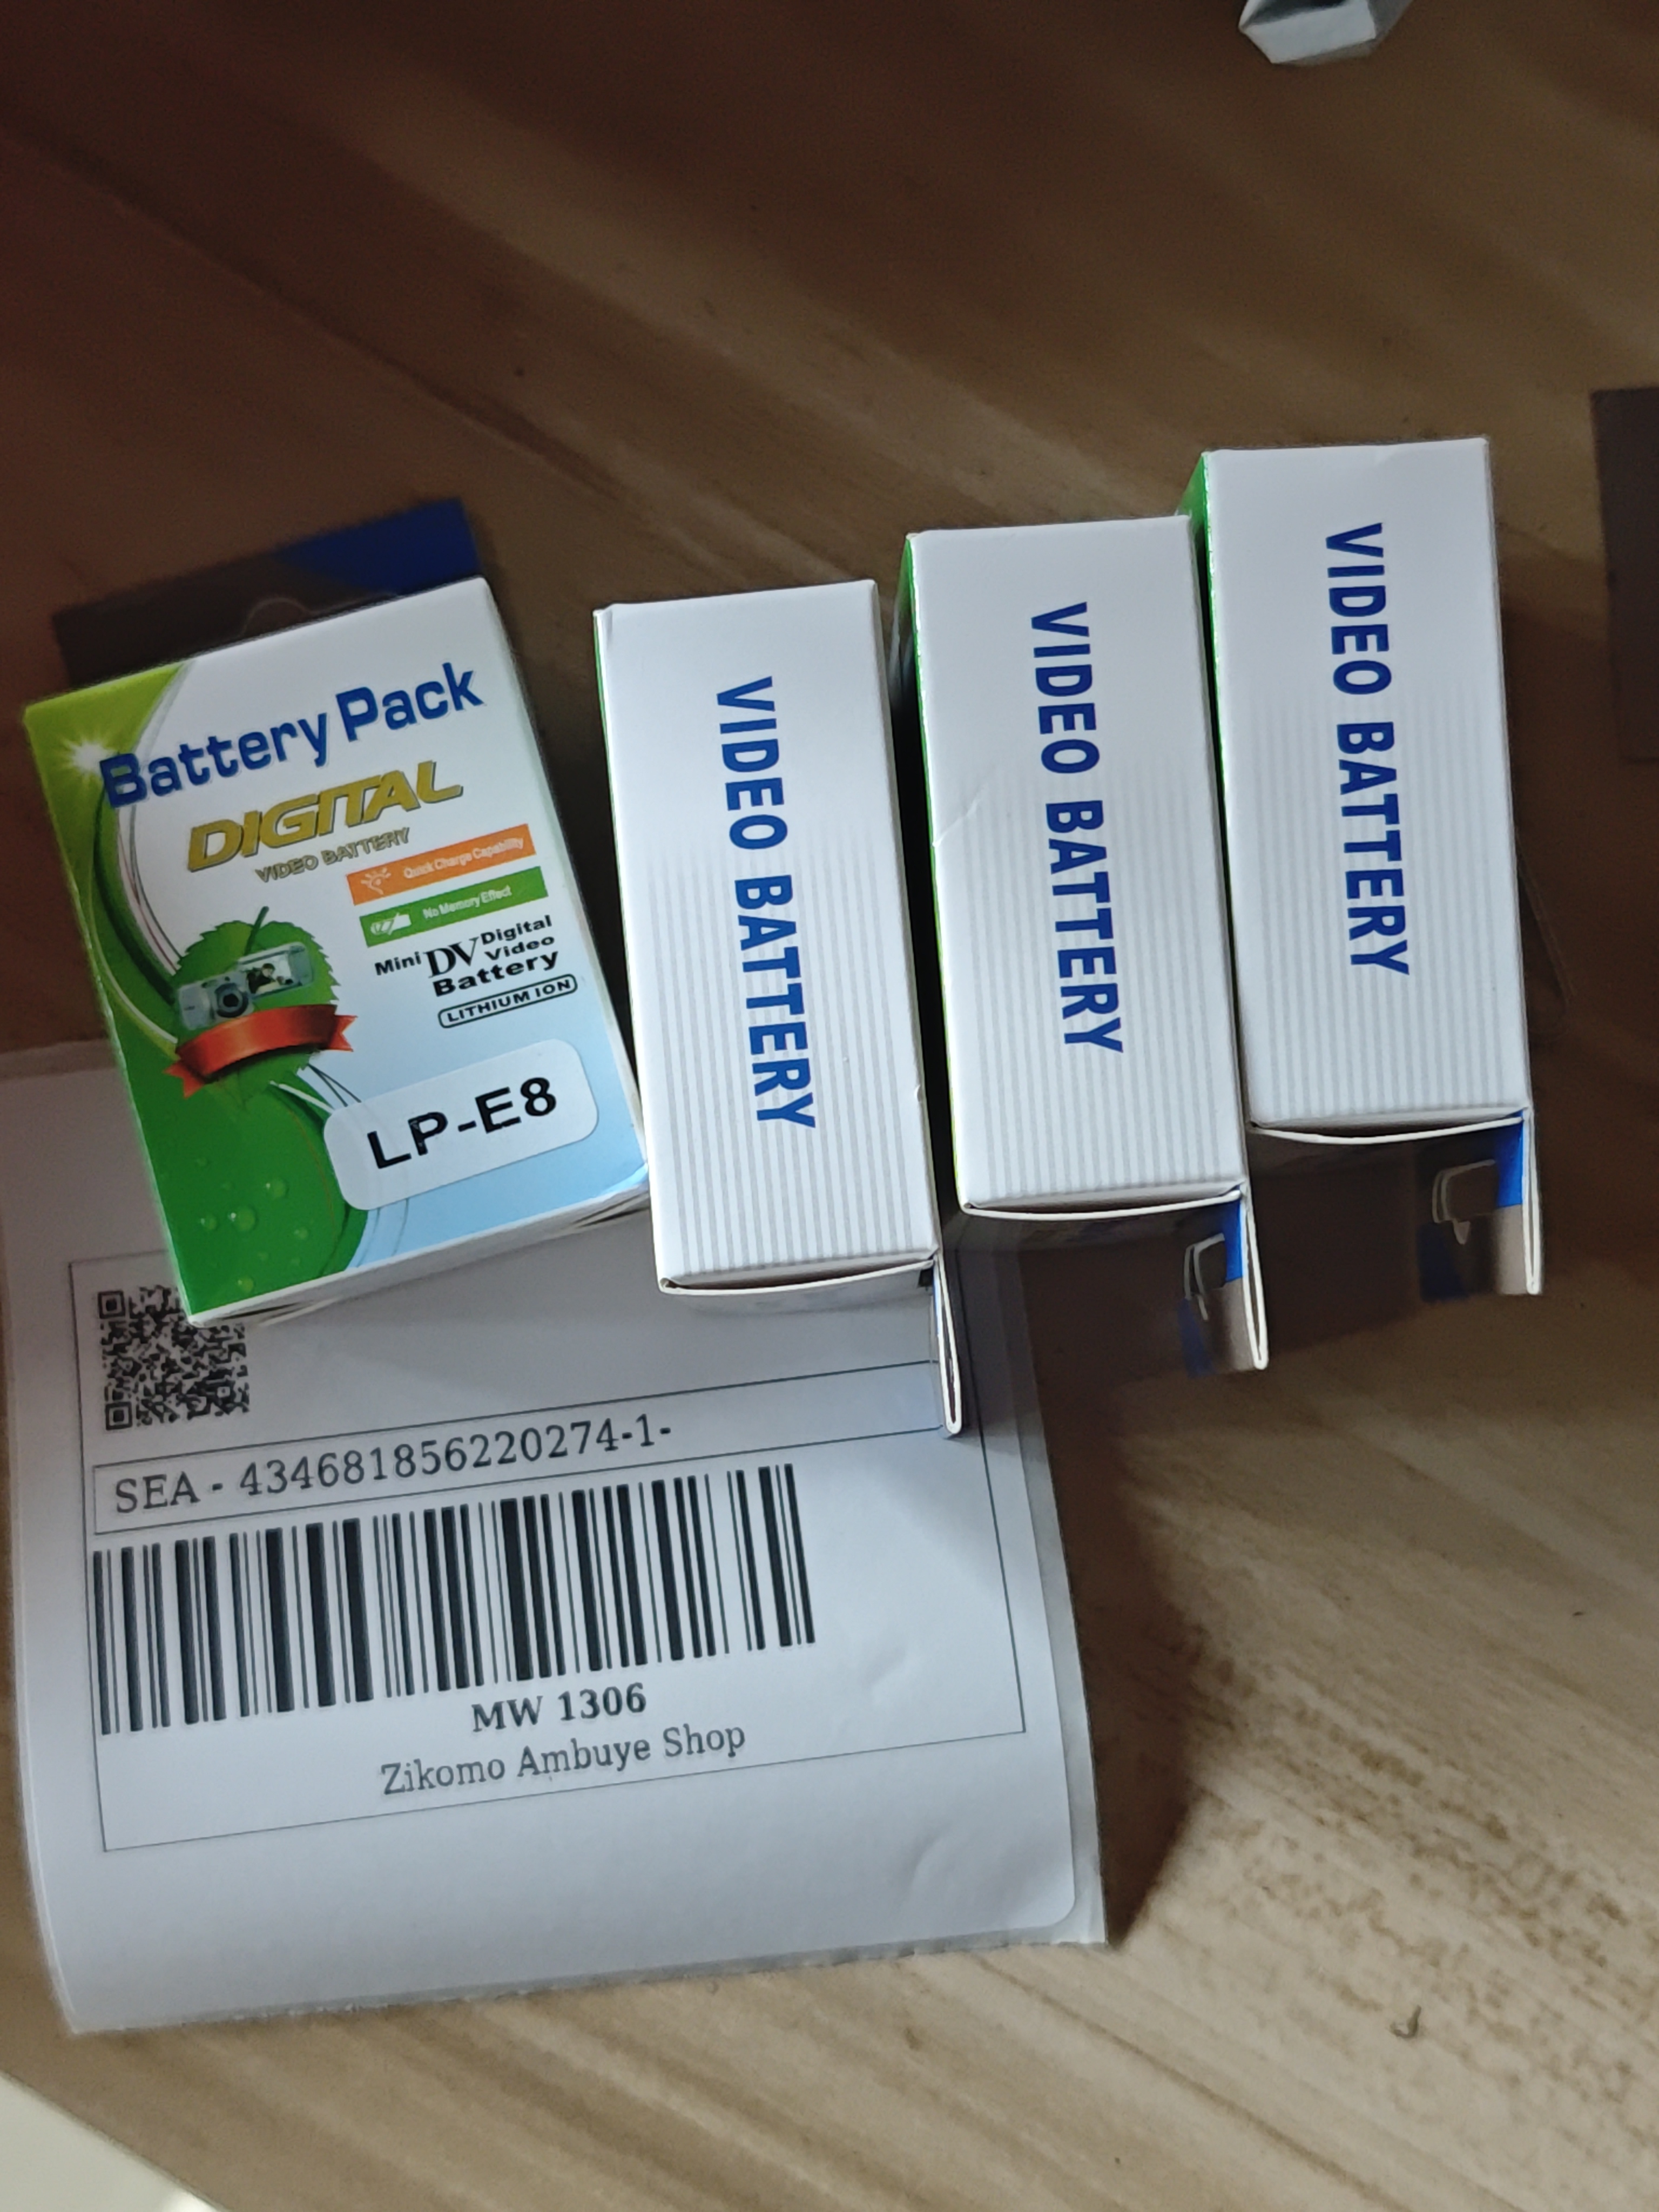 Battery Pack
DIGITAL
VIDEO BATTERY
Quick Charge Capability
No Memory Effect
Mini DV Digital
Video
Battery
LITHIUM ION
LP-E8
VIDEO BATTERY
VIDEO BATTERY
VIDEO BATTERY
SEA - 434681856220274-1-
MW 1306
Zikomo Ambuye Shop